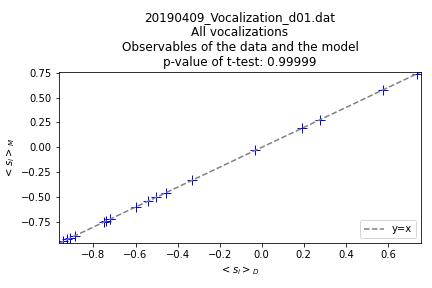 20190409_Vocalization_d01.dat
All vocalizations
Observables of the data and the model
p-value of t-test: 0.99999
0.75
0.50
0.25
0.00
−0.25
−0.50
−0.75
< s_i >_M
y=x
−0.8 −0.6 −0.4 −0.2 0.0 0.2 0.4 0.6
< s_i >_D